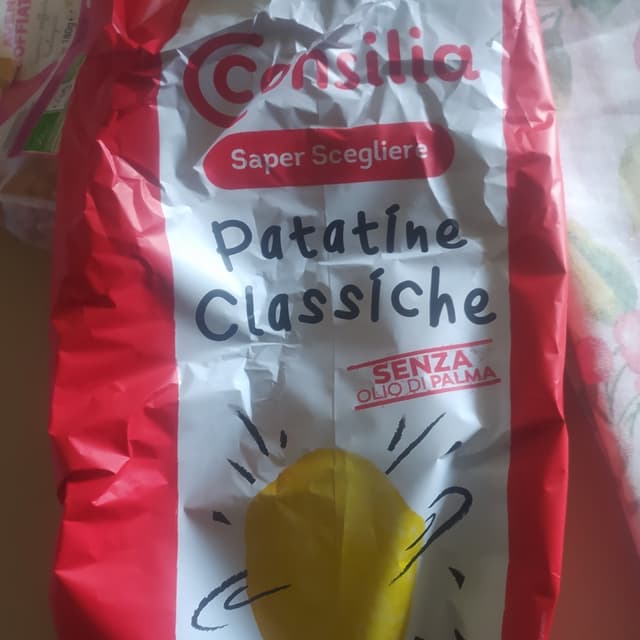 Consilia
Saper Scegliere
Patatine
Classiche
SENZA
OLIO DI PALMA